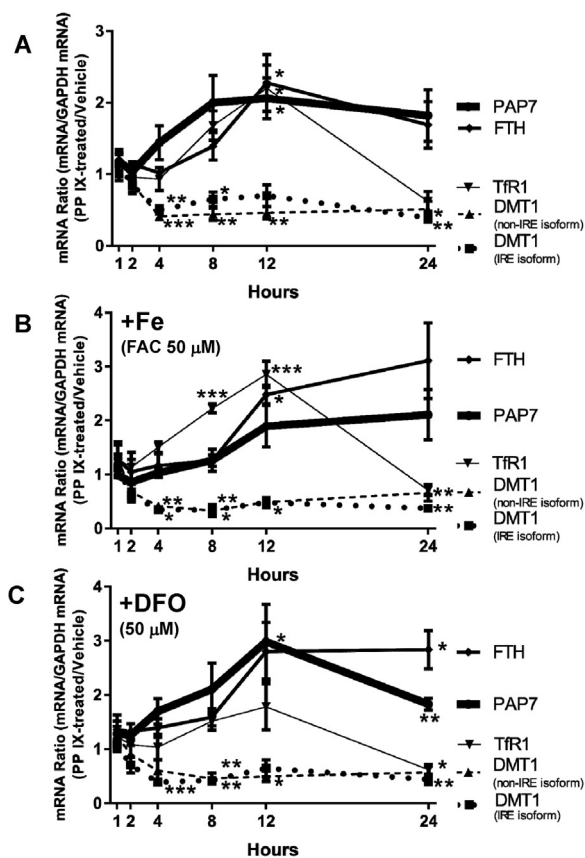 A
mRNA Ratio (mRNA/GAPDH mRNA)
(PP IX-treated/Vehicle)
3
2
1
0
1 2 4 8 12 24
Hours
*
*
*
**
***
*
**
**
*
**
PAP7
FTH
TfR1
DMT1
(non-IRE isoform)
DMT1
(IRE isoform)
B
+Fe
(FAC 50 μM)
mRNA Ratio (mRNA/GAPDH mRNA)
(PP IX-treated/Vehicle)
4
3
2
1
0
1 2 4 8 12 24
Hours
***
***
*
**
*
**
*
*
**
*
FTH
PAP7
TfR1
DMT1
(non-IRE isoform)
DMT1
(IRE isoform)
C
+DFO
(50 μM)
mRNA Ratio (mRNA/GAPDH mRNA)
(PP IX-treated/Vehicle)
4
3
2
1
0
1 2 4 8 12 24
Hours
*
*
**
***
**
**
*
*
**
FTH
PAP7
TfR1
DMT1
(non-IRE isoform)
DMT1
(IRE isoform)